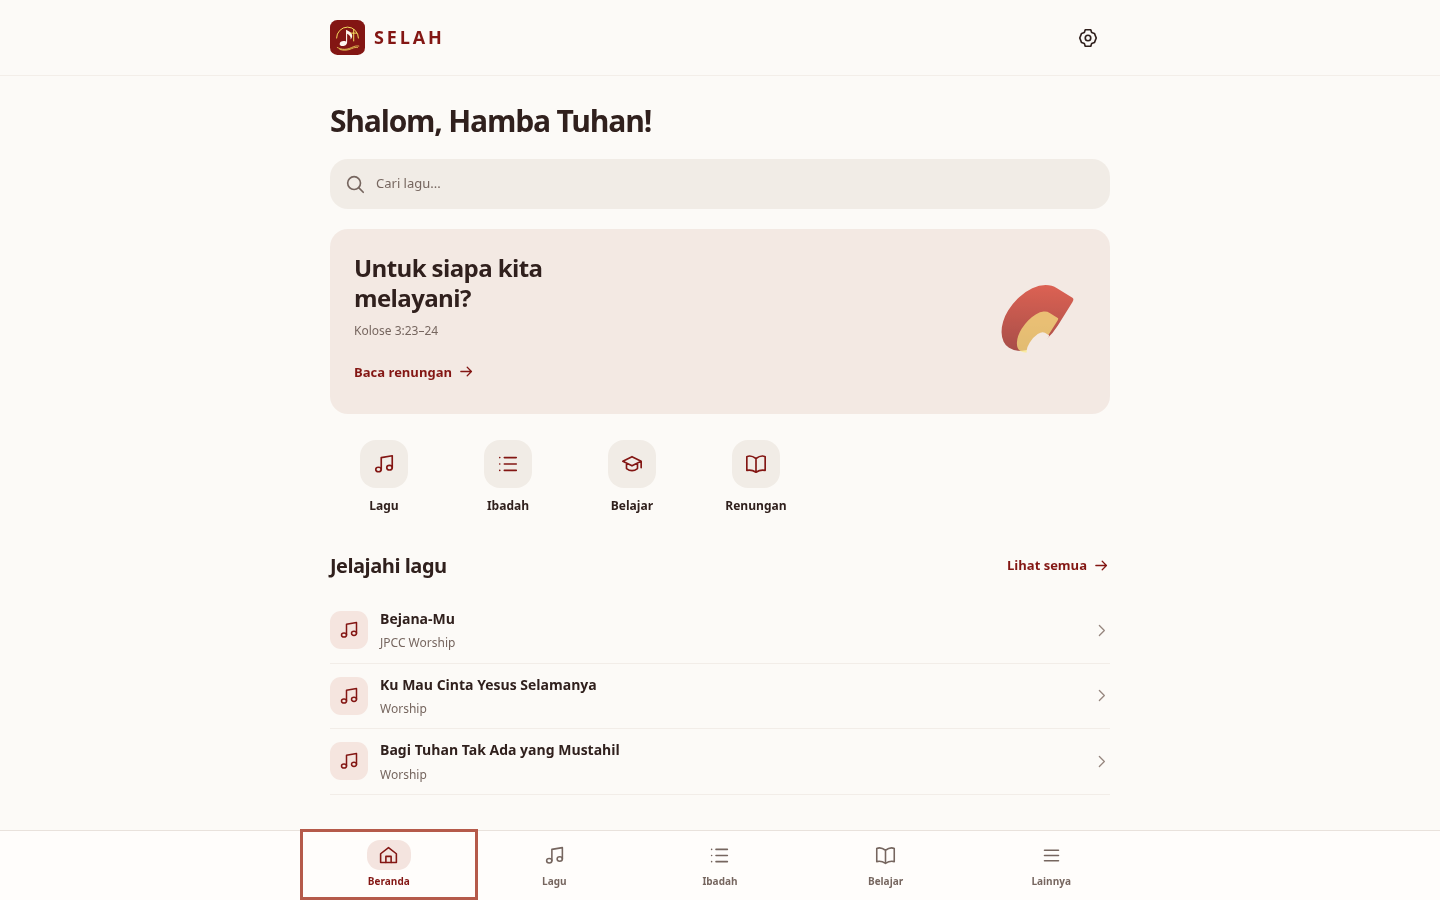 SELAH
Shalom, Hamba Tuhan!
Cari lagu...
Untuk siapa kita
melayani?
Kolose 3:23–24
Baca renungan
Lagu
Ibadah
Belajar
Renungan
Jelajahi lagu
Lihat semua
Bejana-Mu
JPCC Worship
Ku Mau Cinta Yesus Selamanya
Worship
Bagi Tuhan Tak Ada yang Mustahil
Worship
Beranda
Lagu
Ibadah
Belajar
Lainnya